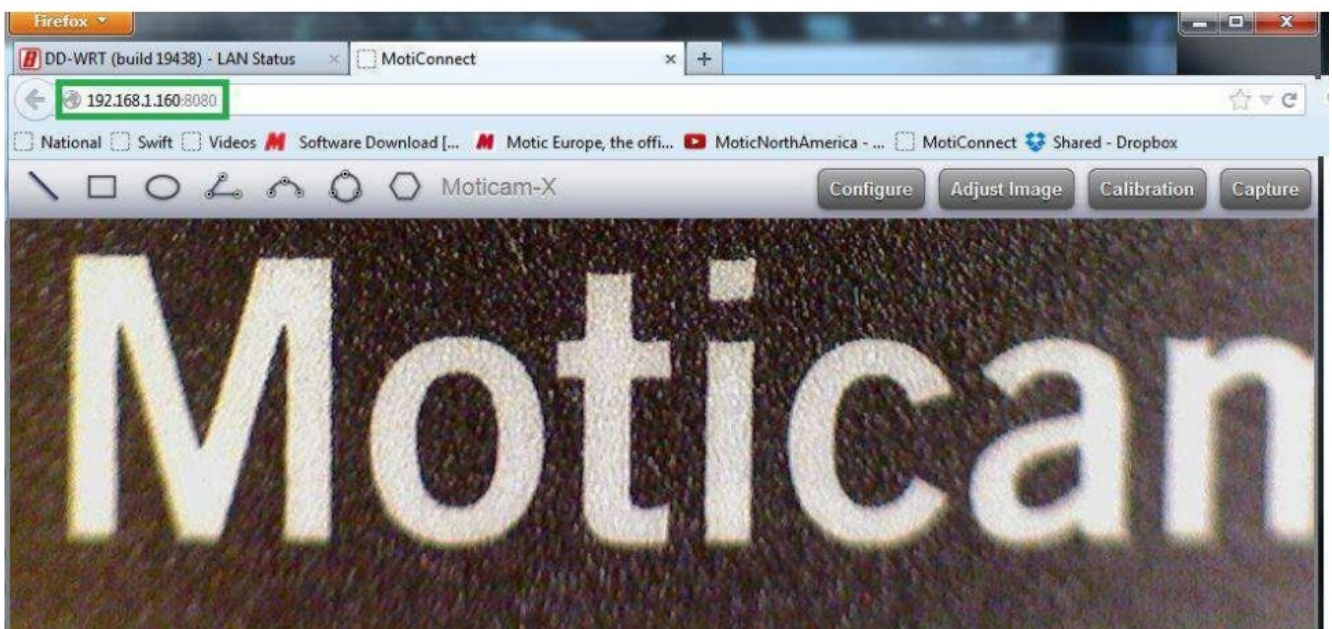 Firefox
DD-WRT (build 19438) - LAN Status
MotiConnect
192.168.1.160:8080
National Swift Videos Software Download [... Motic Europe, the offi... MoticNorthAmerica - ... MotiConnect Shared - Dropbox
Moticam-X Configure Adjust Image Calibration Capture
Motican